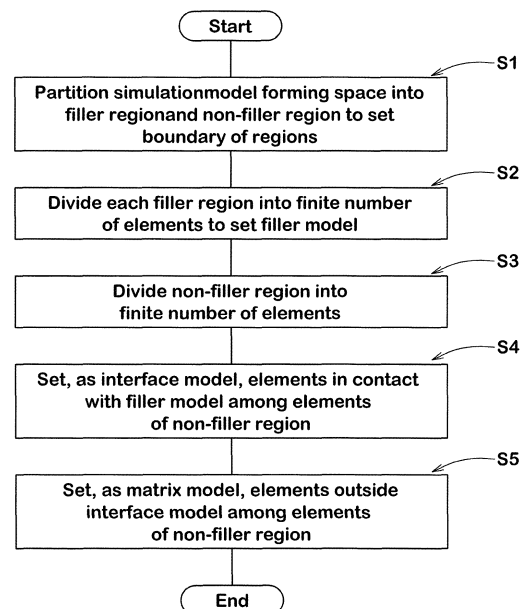 Start
S1
Partition simulationmodel forming space into
filler regionand non-filler region to set
boundary of regions
S2
Divide each filler region into finite number
of elements to set filler model
S3
Divide non-filler region into
finite number of elements
S4
Set, as interface model, elements in contact
with filler model among elements
of non-filler region
S5
Set, as matrix model, elements outside
interface model among elements
of non-filler region
End